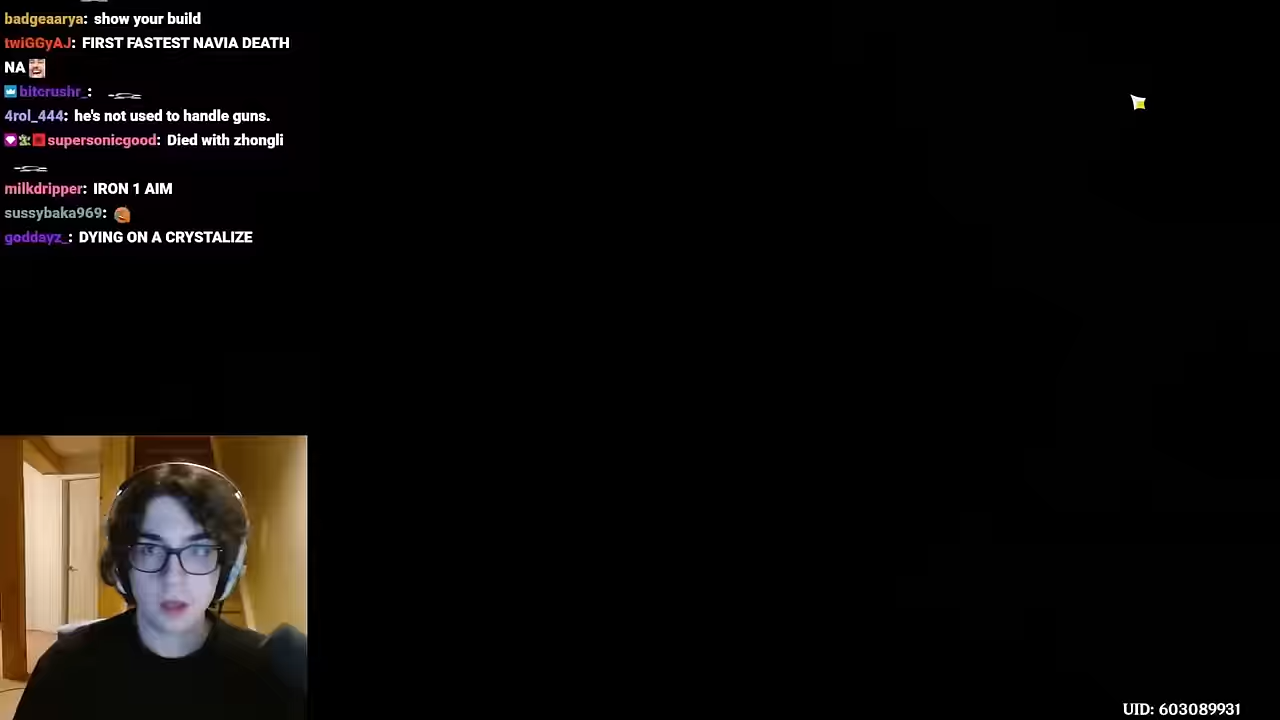 badgeaarya: show your build
twiGGyAJ: FIRST FASTEST NAVIA DEATH
NA
bitcrushr_:
4rol_444: he's not used to handle guns.
supersonicgood: Died with zhongli
milkdripper: IRON 1 AIM
sussybaka969:
goddayz_: DYING ON A CRYSTALIZE
UID: 603089931